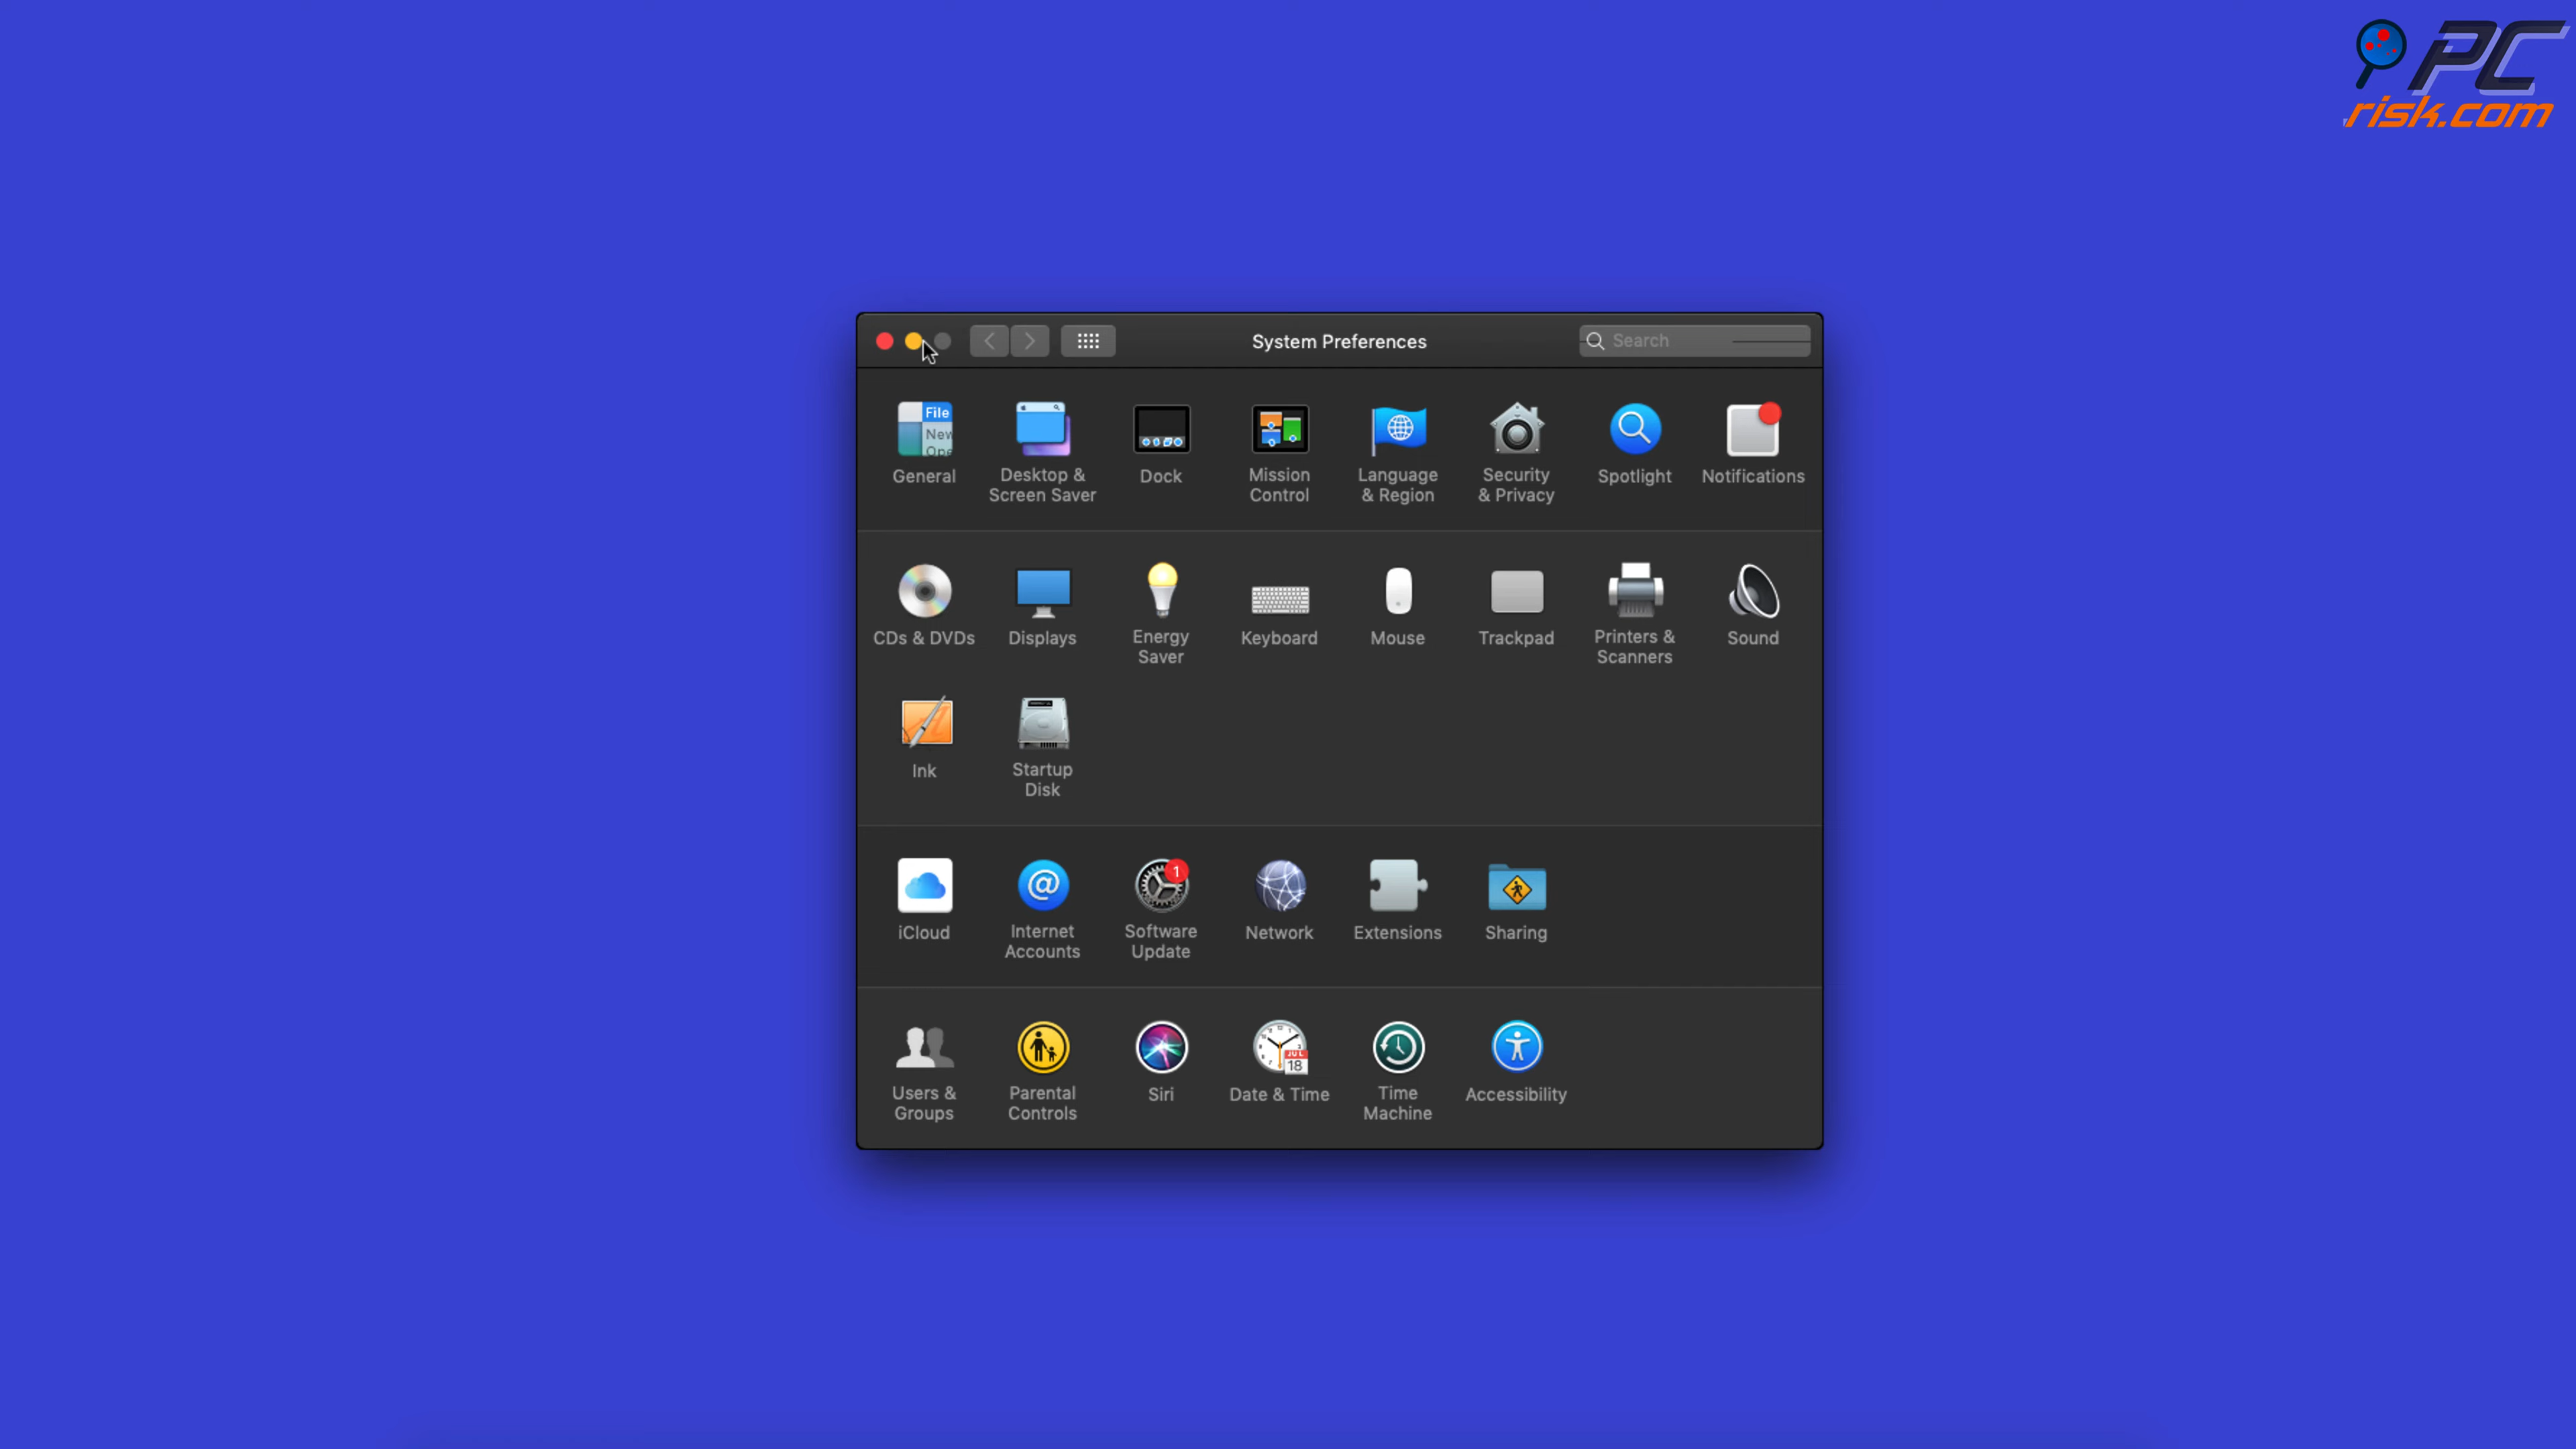 PC
risk.com
System Preferences
Search
File
New
Ope
General
Desktop &
Screen Saver
Dock
Mission
Control
Language
& Region
Security
& Privacy
Spotlight
Notifications
CDs & DVDs
Displays
Energy
Saver
Keyboard
Mouse
Trackpad
Printers &
Scanners
Sound
Ink
Startup
Disk
iCloud
@
Internet
Accounts
1
Software
Update
Network
Extensions
Sharing
Users &
Groups
Parental
Controls
Siri
JUL
18
Date & Time
Time
Machine
Accessibility